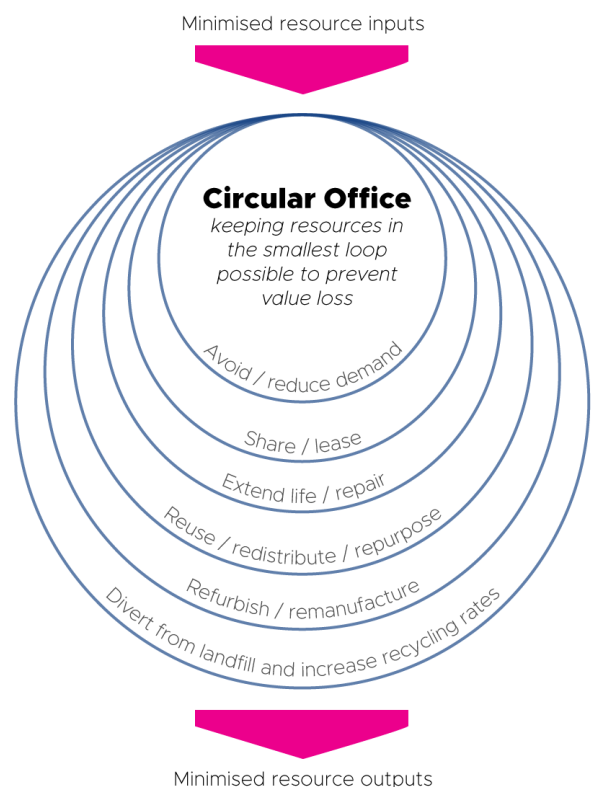 Minimised resource inputs
Circular Office
keeping resources in
the smallest loop
possible to prevent
value loss
Avoid / reduce demand
Share / lease
Extend life / repair
Reuse / redistribute / repurpose
Refurbish / remanufacture
Divert from landfill and increase recycling rates
Minimised resource outputs